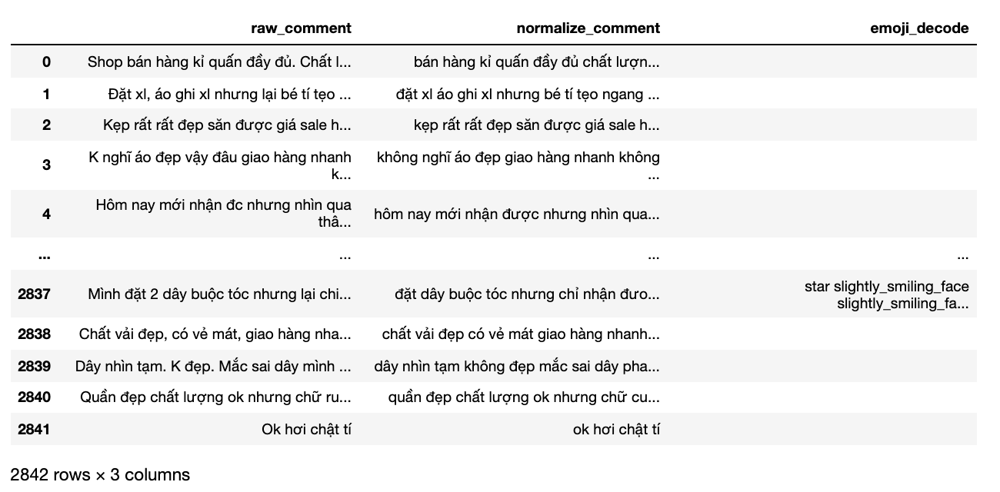 raw_comment normalize_comment emoji_decode
0 Shop bán hàng kỉ quấn đầy đủ. Chất l... bán hàng kỉ quấn đầy đủ chất lượn...
1 Đặt xl, áo ghi xl nhưng lại bé tí tẹo ... đặt xl áo ghi xl nhưng bé tí tẹo ngang ...
2 Kẹp rất rất đẹp săn được giá sale h... kẹp rất rất đẹp săn được giá sale h...
3 K nghĩ áo đẹp vậy đâu giao hàng nhanh k... không nghĩ áo đẹp giao hàng nhanh không ...
4 Hôm nay mới nhận đc nhưng nhìn qua thâ... hôm nay mới nhận được nhưng nhìn qua...
... ... ... ...
2837 Mình đặt 2 dây buộc tóc nhưng lại chi... đặt dây buộc tóc nhưng chỉ nhận đưo... star slightly_smiling_face slightly_smiling_fa...
2838 Chất vải đẹp, có vẻ mát, giao hàng nha... chất vải đẹp có vẻ mát giao hàng nhanh...
2839 Dây nhìn tạm. K đẹp. Mắc sai dây mình ... dây nhìn tạm không đẹp mắc sai dây pha...
2840 Quần đẹp chất lượng ok nhưng chữ ru... quần đẹp chất lượng ok nhưng chữ cu...
2841 Ok hơi chật tí ok hơi chật tí
2842 rows × 3 columns